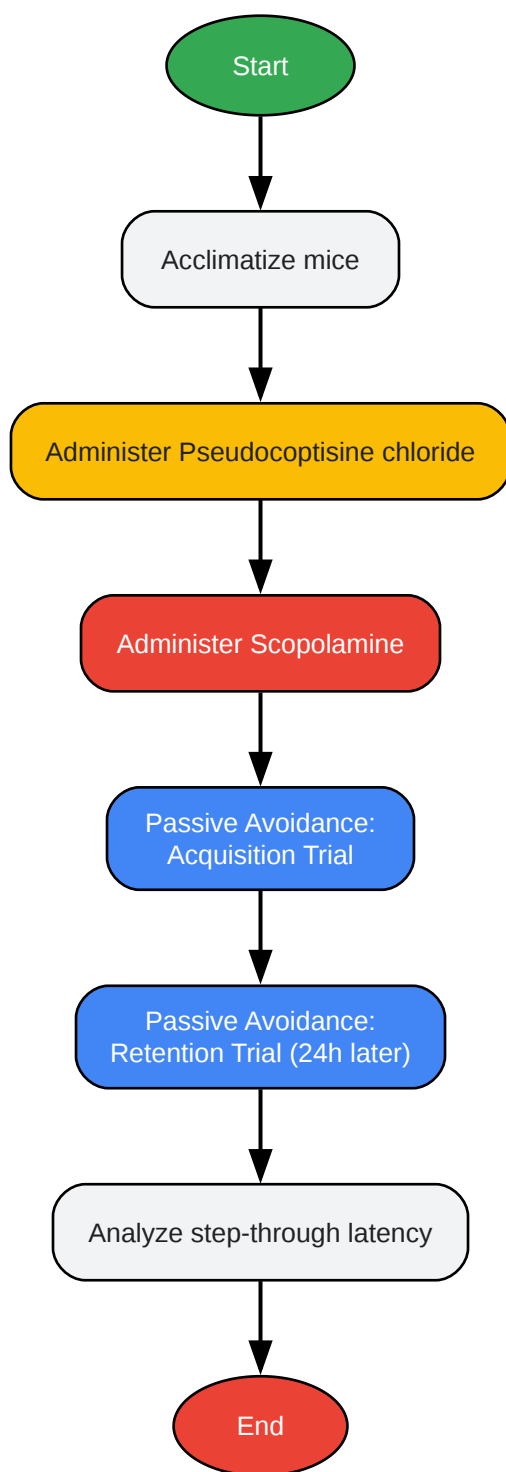 Start
Acclimatize mice
Administer Pseudocoptisine chloride
Administer Scopolamine
Passive Avoidance:
Acquisition Trial
Passive Avoidance:
Retention Trial (24h later)
Analyze step-through latency
End